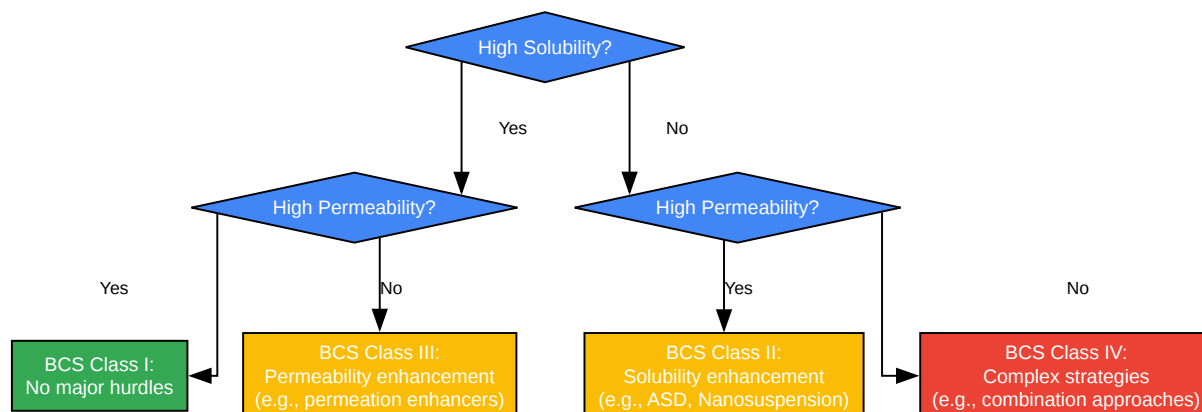 High Solubility?
Yes
No
High Permeability?
High Permeability?
Yes
No
Yes
No
BCS Class I:
No major hurdles
BCS Class III:
Permeability enhancement
(e.g., permeation enhancers)
BCS Class II:
Solubility enhancement
(e.g., ASD, Nanosuspension)
BCS Class IV:
Complex strategies
(e.g., combination approaches)